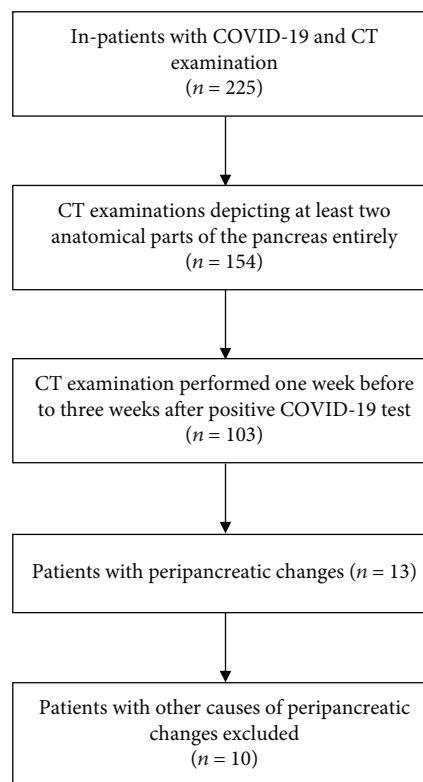 In-patients with COVID-19 and CT
examination
(n = 225)
CT examinations depicting at least two
anatomical parts of the pancreas entirely
(n = 154)
CT examination performed one week before
to three weeks after positive COVID-19 test
(n = 103)
Patients with peripancreatic changes (n = 13)
Patients with other causes of peripancreatic
changes excluded
(n = 10)